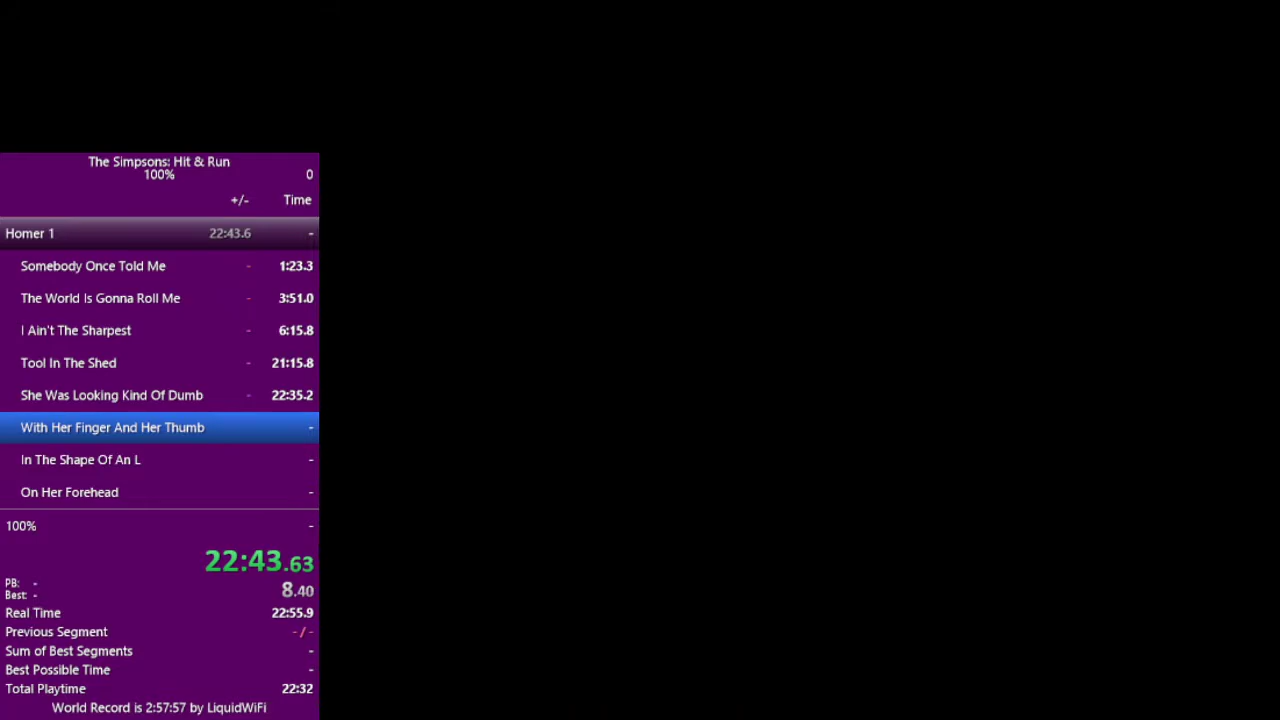 The Simpsons: Hit & Run
100% 0
+/- Time
Homer 1 22:43.6 -
Somebody Once Told Me - 1:23.3
The World Is Gonna Roll Me - 3:51.0
I Ain't The Sharpest - 6:15.8
Tool In The Shed - 21:15.8
She Was Looking Kind Of Dumb - 22:35.2
With Her Finger And Her Thumb -
In The Shape Of An L -
On Her Forehead -
100% -
22:43.63
PB: -
Best: - 8.40
Real Time 22:55.9
Previous Segment - / -
Sum of Best Segments -
Best Possible Time -
Total Playtime 22:32
World Record is 2:57:57 by LiquidWiFi